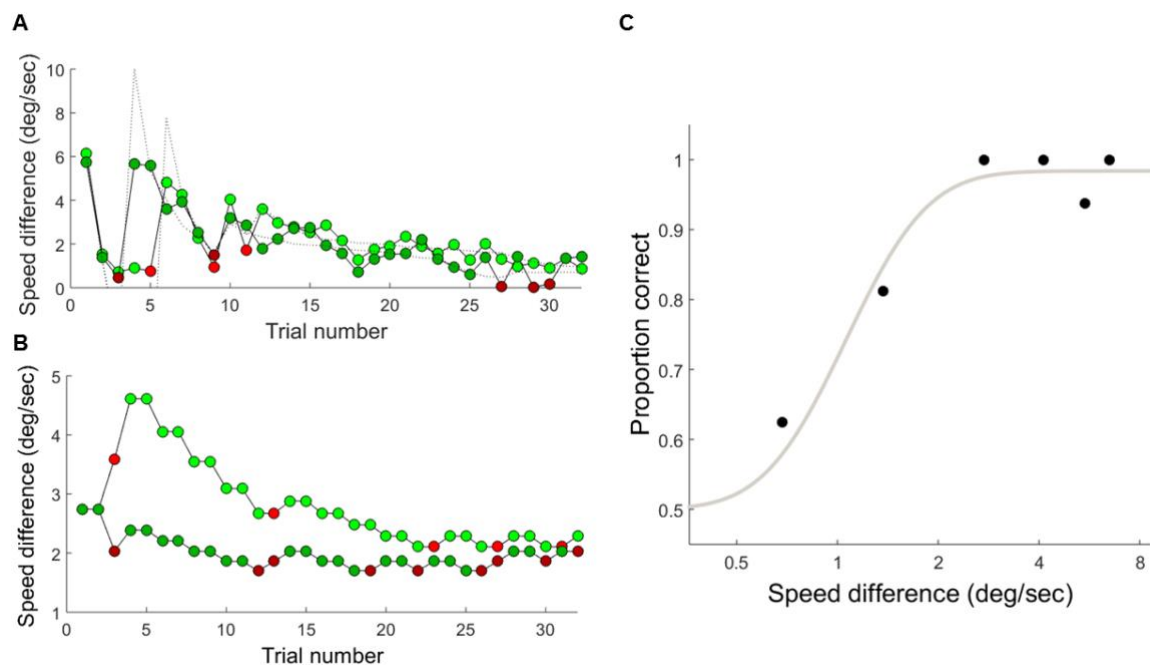 A
Speed difference (deg/sec)
10
8
6
4
2
0
0 5 10 15 20 25 30
Trial number
B
Speed difference (deg/sec)
5
4
3
2
1
0 5 10 15 20 25 30
Trial number
C
Proportion correct
1
0.9
0.8
0.7
0.6
0.5
0.5 1 2 4 8
Speed difference (deg/sec)